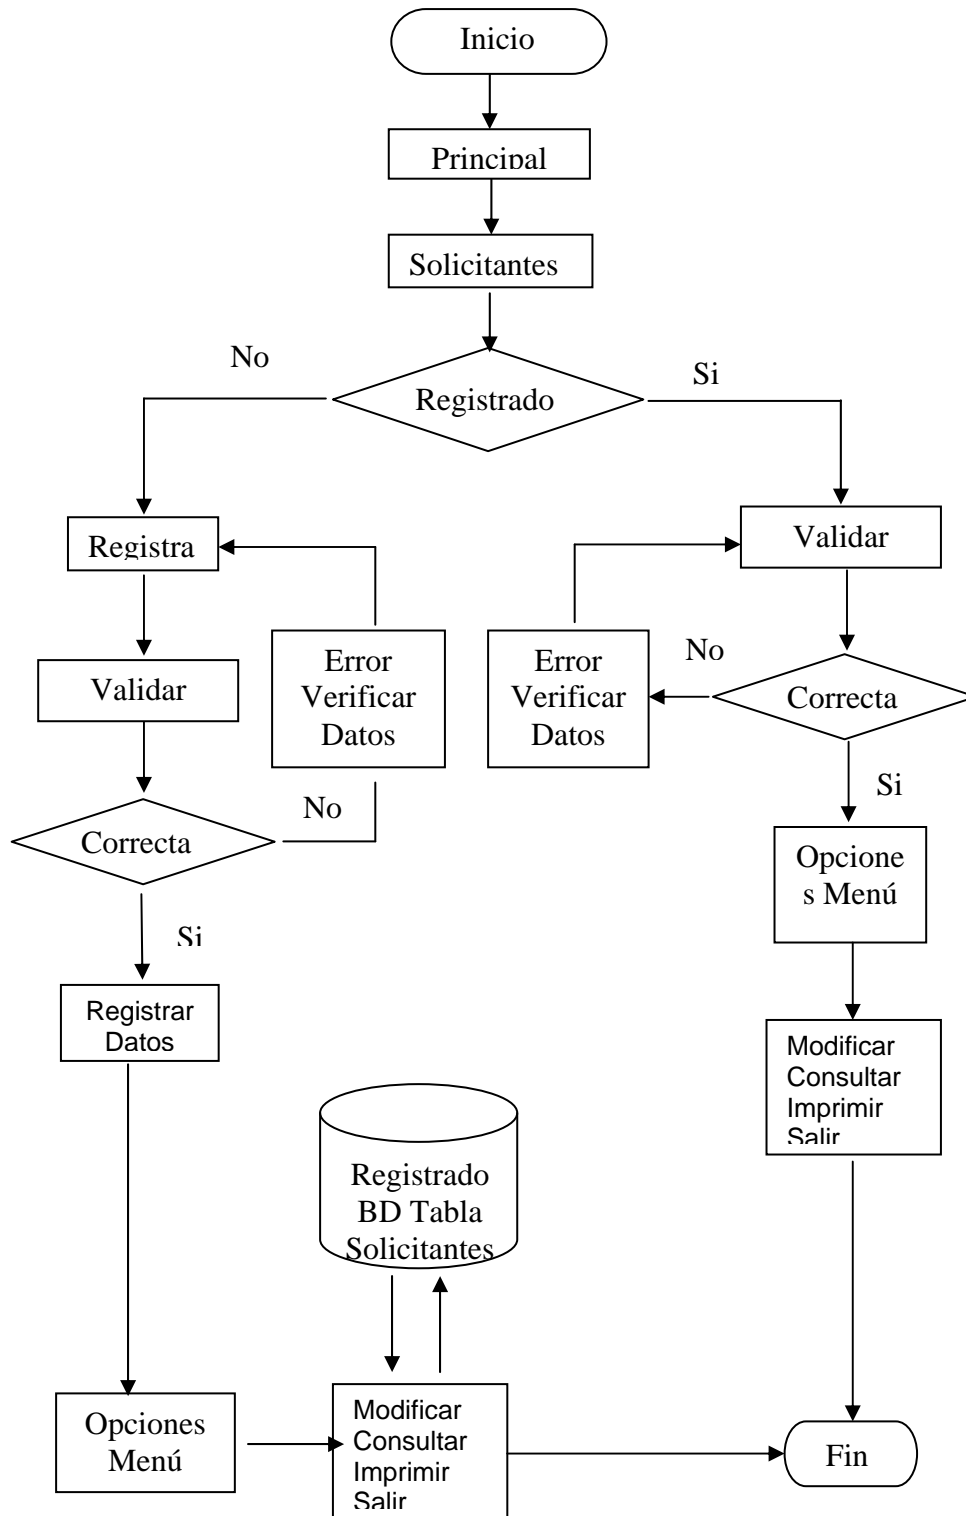 Inicio
Principal
Solicitantes
No
Si
Registrado
Registra
Validar
Error
Verificar
Datos
Error
Verificar
Datos
No
Validar
Correcta
No
Correcta
Si
Si
Opcione
s Menú
Registrar
Datos
Modificar
Consultar
Imprimir
Salir
Registrado
BD Tabla
Solicitantes
Opciones
Menú
Modificar
Consultar
Imprimir
Salir
Fin